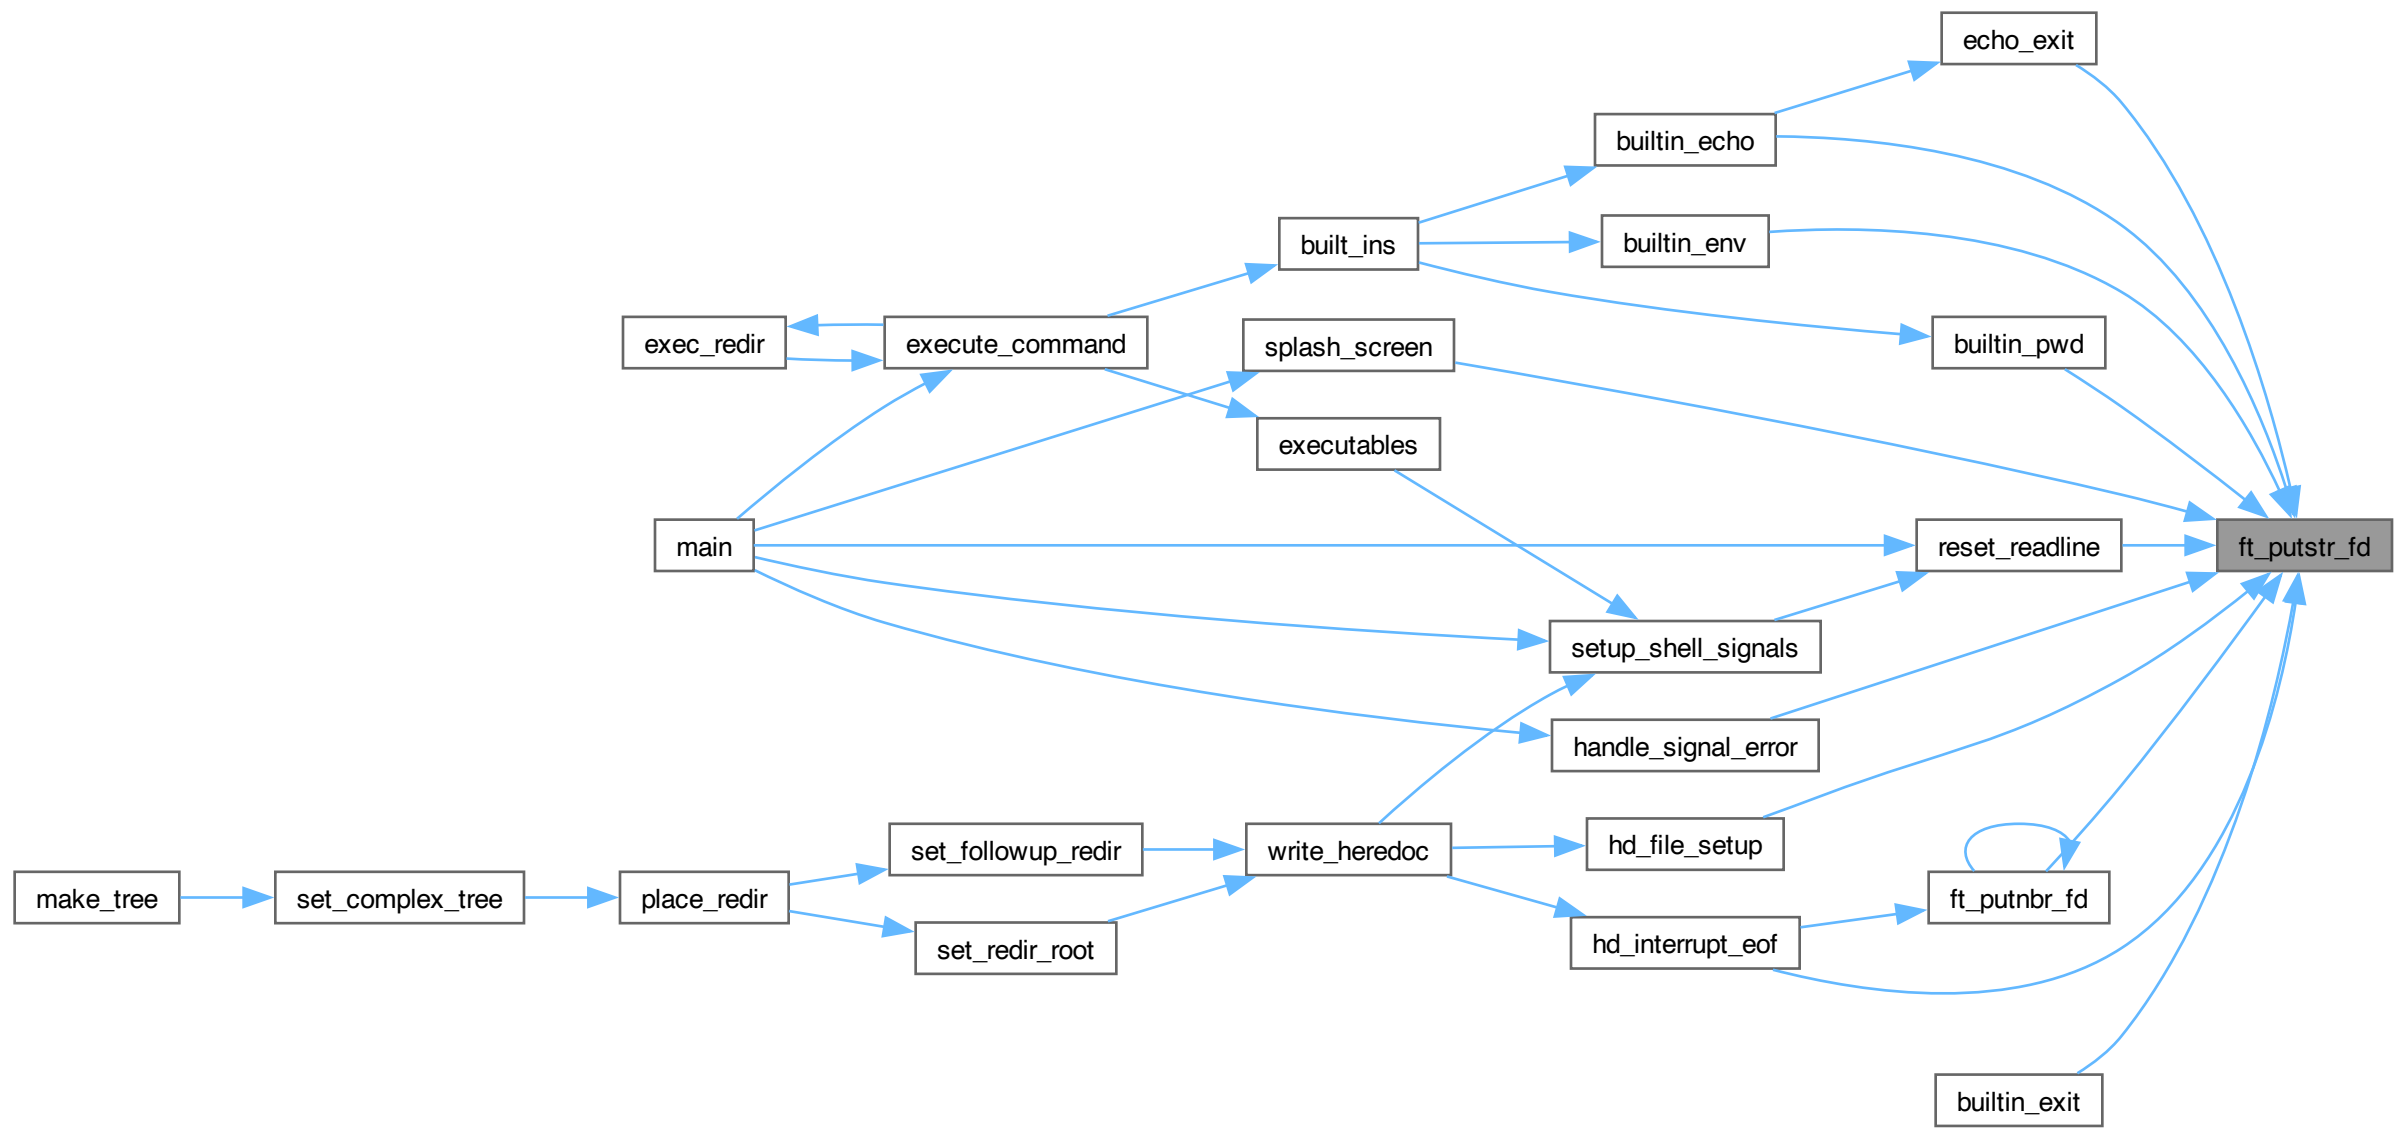 echo_exit
builtin_echo
builtin_env
built_ins
builtin_pwd
exec_redir
execute_command
splash_screen
executables
main
reset_readline
ft_putstr_fd
setup_shell_signals
handle_signal_error
set_followup_redir
write_heredoc
hd_file_setup
make_tree
set_complex_tree
place_redir
ft_putnbr_fd
set_redir_root
hd_interrupt_eof
builtin_exit